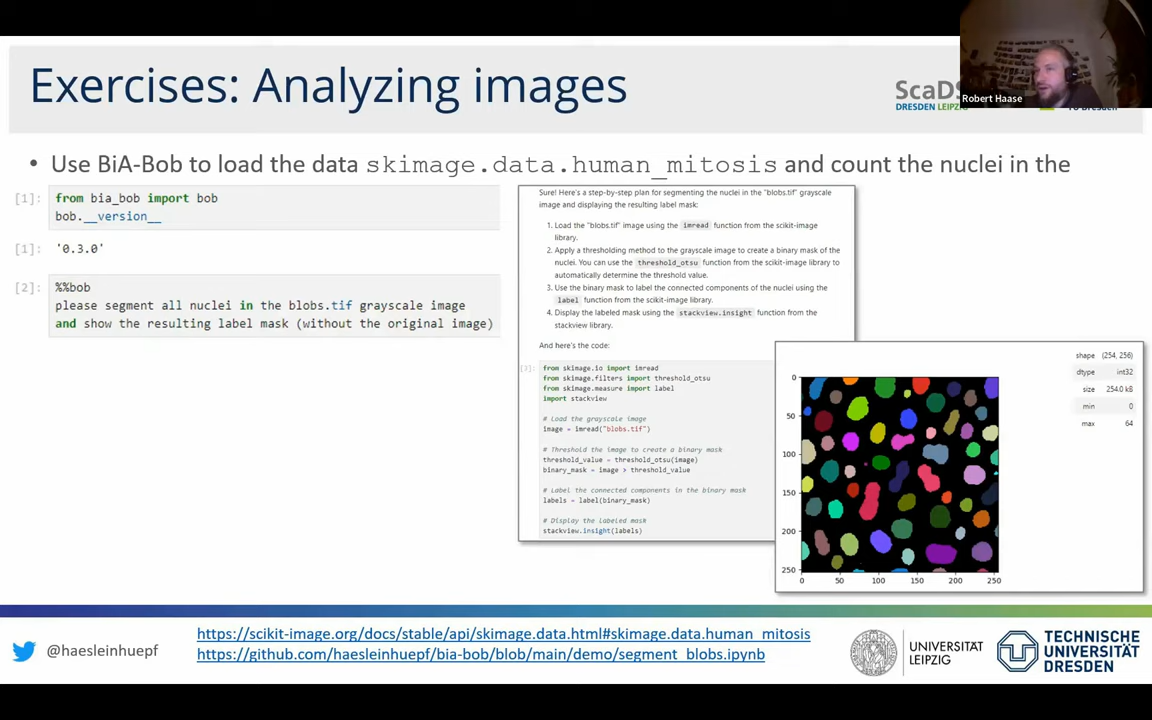 Exercises: Analyzing images
ScaDS
DRESDEN LEIPZIG
Robert Haase
• Use BiA-Bob to load the data skimage.data.human_mitosis and count the nuclei in the
[1]: from bia_bob import bob
bob.__version__
[1]: '0.3.0'
[2]: %%bob
please segment all nuclei in the blobs.tif grayscale image
and show the resulting label mask (without the original image)
Sure! Here's a step-by-step plan for segmenting the nuclei in the "blobs.tif" grayscale
image and displaying the resulting label mask:
1. Load the "blobs.tif" image using the imread function from the scikit-image
library.
2. Apply a thresholding method to the grayscale image to create a binary mask of the
nuclei. You can use the threshold_otsu function from the scikit-image library to
automatically determine the threshold value.
3. Use the binary mask to label the connected components of the nuclei using the
label function from the scikit-image library.
4. Display the labeled mask using the stackview.insight function from the
stackview library.
And here's the code:
[3]: from skimage.io import imread
from skimage.filters import threshold_otsu
from skimage.measure import label
import stackview
# Load the grayscale image
image = imread("blobs.tif")
# Threshold the image to create a binary mask
threshold_value = threshold_otsu(image)
binary_mask = image > threshold_value
# Label the connected components in the binary mask
labels = label(binary_mask)
# Display the labeled mask
stackview.insight(labels)
shape (254, 256)
dtype int32
size 254.0 kB
min 0
max 64
0
50
100
150
200
250
0 50 100 150 200 250
@haesleinhuepf
https://scikit-image.org/docs/stable/api/skimage.data.html#skimage.data.human_mitosis
https://github.com/haesleinhuepf/bia-bob/blob/main/demo/segment_blobs.ipynb
UNIVERSITÄT
LEIPZIG
TECHNISCHE
UNIVERSITÄT
DRESDEN